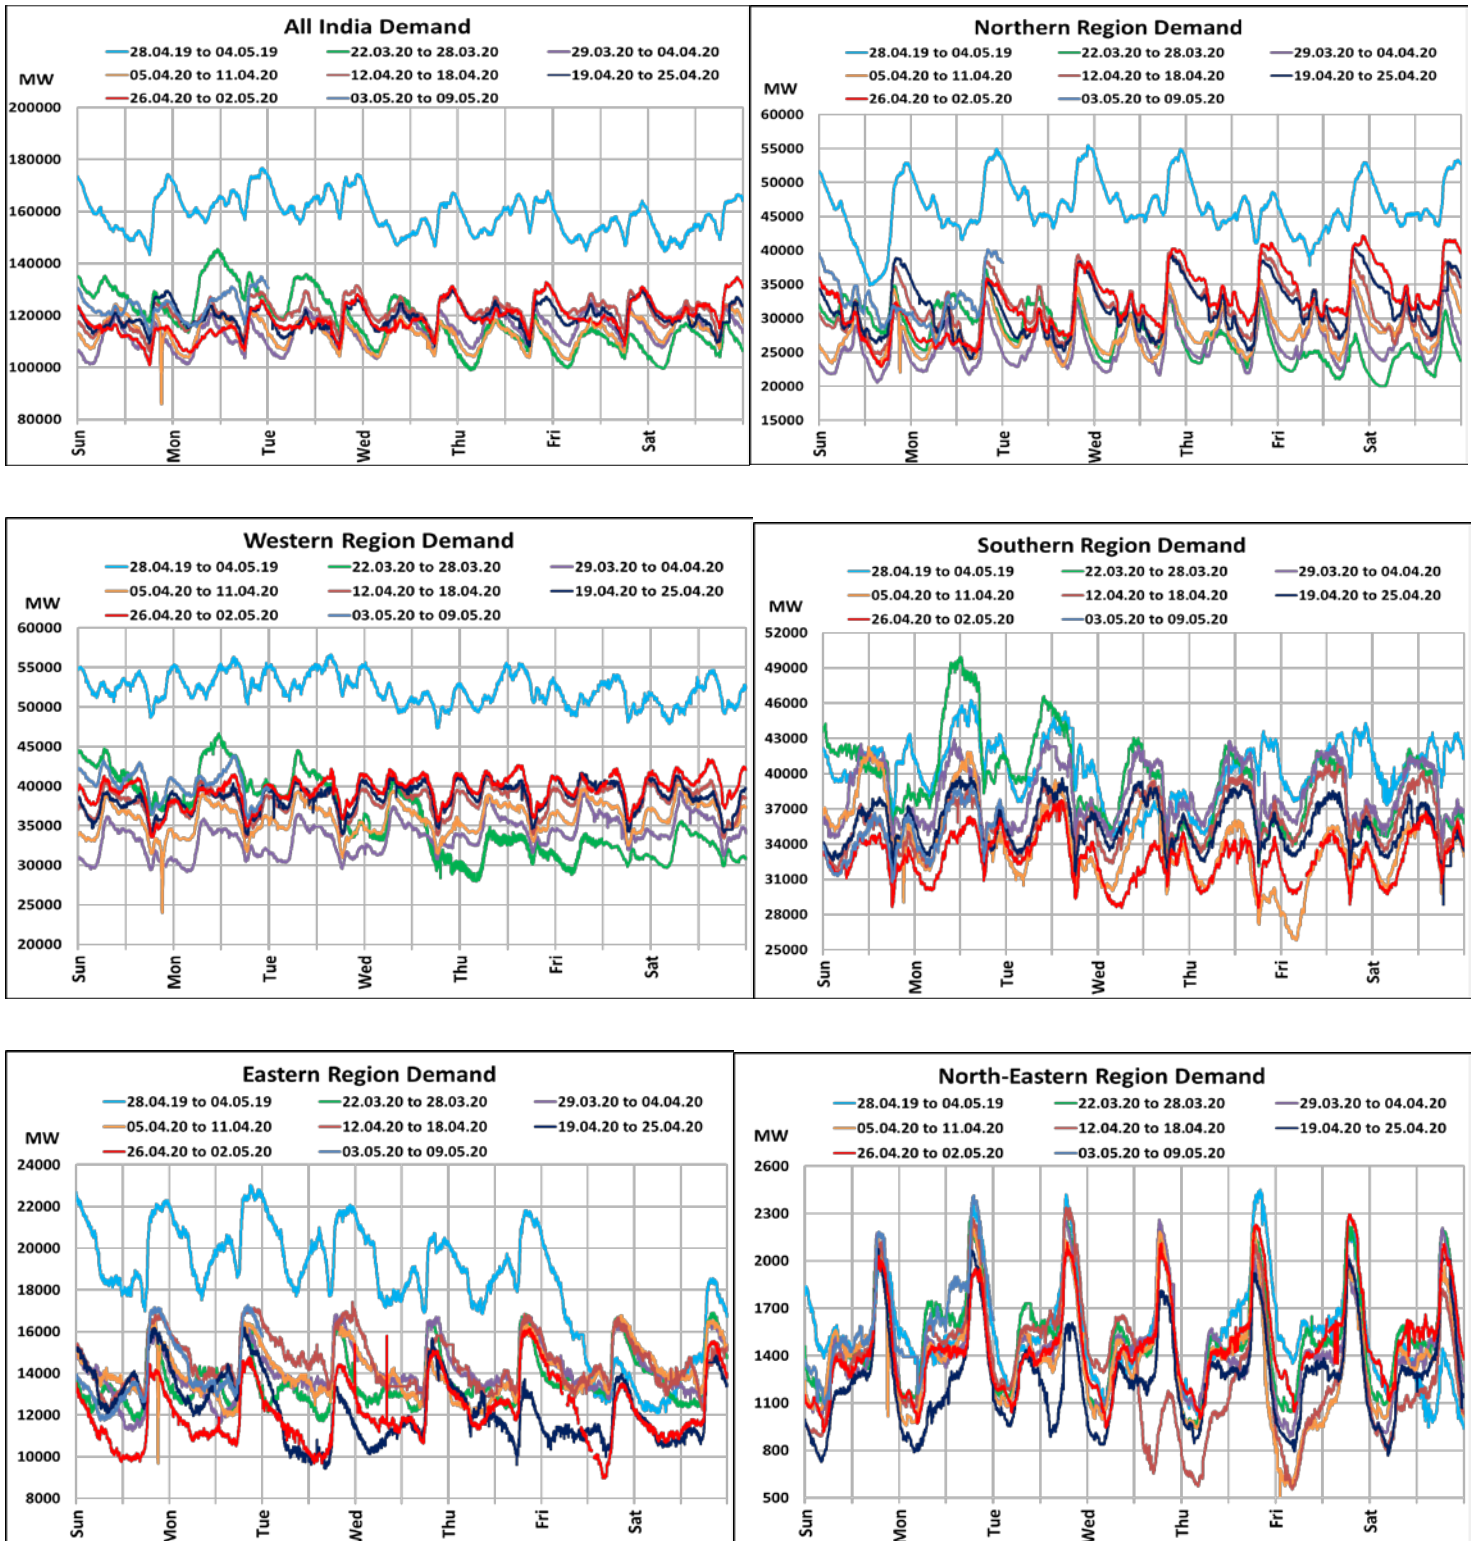 All India Demand
28.04.19 to 04.05.19 22.03.20 to 28.03.20 29.03.20 to 04.04.20
05.04.20 to 11.04.20 12.04.20 to 18.04.20 19.04.20 to 25.04.20
26.04.20 to 02.05.20 03.05.20 to 09.05.20
MW
200000
180000
160000
140000
120000
100000
80000
Sun Mon Tue Wed Thu Fri Sat
Northern Region Demand
28.04.19 to 04.05.19 22.03.20 to 28.03.20 29.03.20 to 04.04.20
05.04.20 to 11.04.20 12.04.20 to 18.04.20 19.04.20 to 25.04.20
26.04.20 to 02.05.20 03.05.20 to 09.05.20
MW
60000
55000
50000
45000
40000
35000
30000
25000
20000
15000
Sun Mon Tue Wed Thu Fri Sat
Western Region Demand
28.04.19 to 04.05.19 22.03.20 to 28.03.20 29.03.20 to 04.04.20
05.04.20 to 11.04.20 12.04.20 to 18.04.20 19.04.20 to 25.04.20
26.04.20 to 02.05.20 03.05.20 to 09.05.20
MW
60000
55000
50000
45000
40000
35000
30000
25000
20000
Sun Mon Tue Wed Thu Fri Sat
Southern Region Demand
28.04.19 to 04.05.19 22.03.20 to 28.03.20 29.03.20 to 04.04.20
05.04.20 to 11.04.20 12.04.20 to 18.04.20 19.04.20 to 25.04.20
26.04.20 to 02.05.20 03.05.20 to 09.05.20
MW
52000
49000
46000
43000
40000
37000
34000
31000
28000
25000
Sun Mon Tue Wed Thu Fri Sat
Eastern Region Demand
28.04.19 to 04.05.19 22.03.20 to 28.03.20 29.03.20 to 04.04.20
05.04.20 to 11.04.20 12.04.20 to 18.04.20 19.04.20 to 25.04.20
26.04.20 to 02.05.20 03.05.20 to 09.05.20
MW
24000
22000
20000
18000
16000
14000
12000
10000
8000
Sun Mon Tue Wed Thu Fri Sat
North-Eastern Region Demand
28.04.19 to 04.05.19 22.03.20 to 28.03.20 29.03.20 to 04.04.20
05.04.20 to 11.04.20 12.04.20 to 18.04.20 19.04.20 to 25.04.20
26.04.20 to 02.05.20 03.05.20 to 09.05.20
MW
2600
2300
2000
1700
1400
1100
800
500
Sun Mon Tue Wed Thu Fri Sat